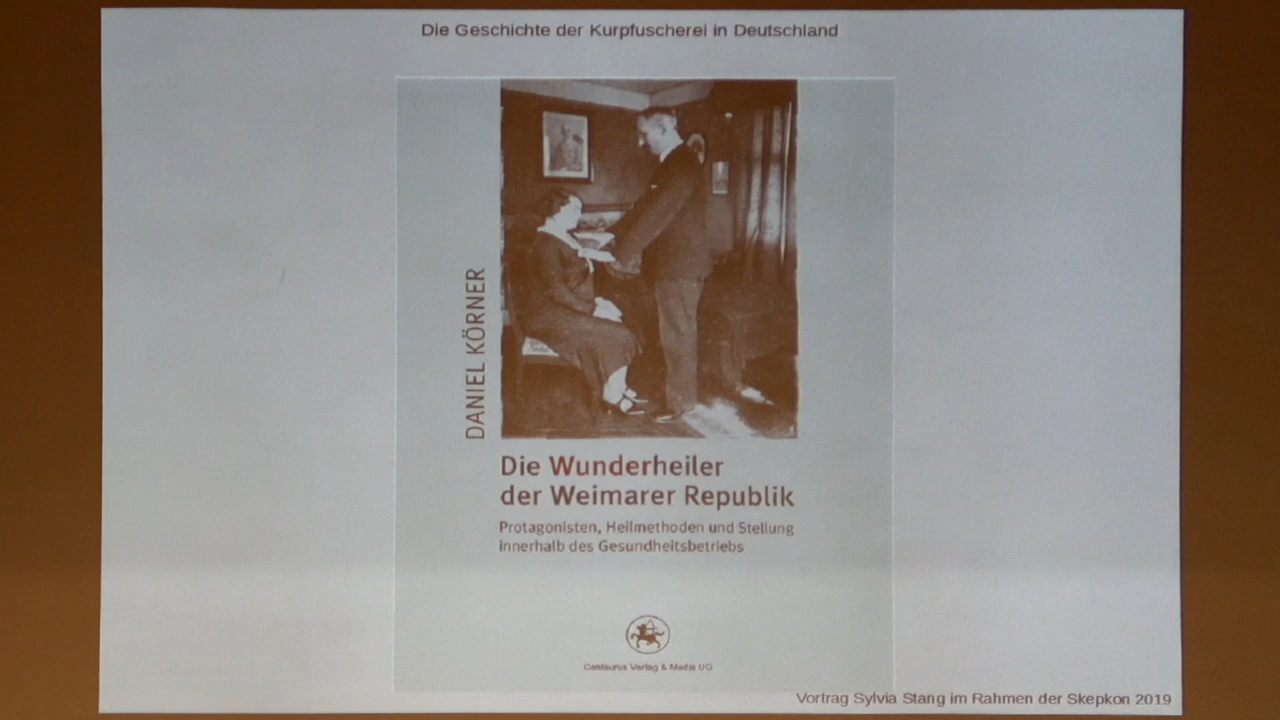 Die Geschichte der Kurpfuscherei in Deutschland
DANIEL KÖRNER
Die Wunderheiler
der Weimarer Republik
Protagonisten, Heilmethoden und Stellung
innerhalb des Gesundheitsbetriebs
Centaurus Verlag & Media UG
Vortrag Sylvia Stang im Rahmen der Skepkon 2019